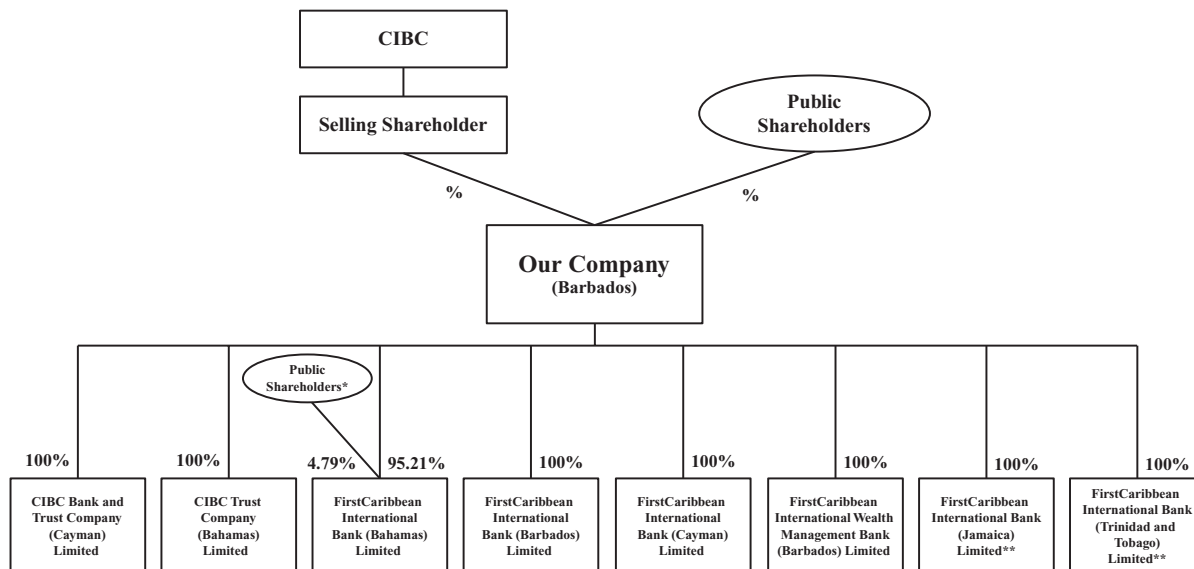 CIBC
Selling Shareholder
Public
Shareholders
%
%
Our Company
(Barbados)
Public
Shareholders*
100%
100%
4.79%
95.21%
100%
100%
100%
100%
100%
CIBC Bank and
Trust Company
(Cayman)
Limited
CIBC Trust
Company
(Bahamas)
Limited
FirstCaribbean
International
Bank (Bahamas)
Limited
FirstCaribbean
International
Bank (Barbados)
Limited
FirstCaribbean
International
Bank (Cayman)
Limited
FirstCaribbean
International Wealth
Management Bank
(Barbados) Limited
FirstCaribbean
International Bank
(Jamaica)
Limited**
FirstCaribbean
International Bank
(Trinidad and
Tobago)
Limited**